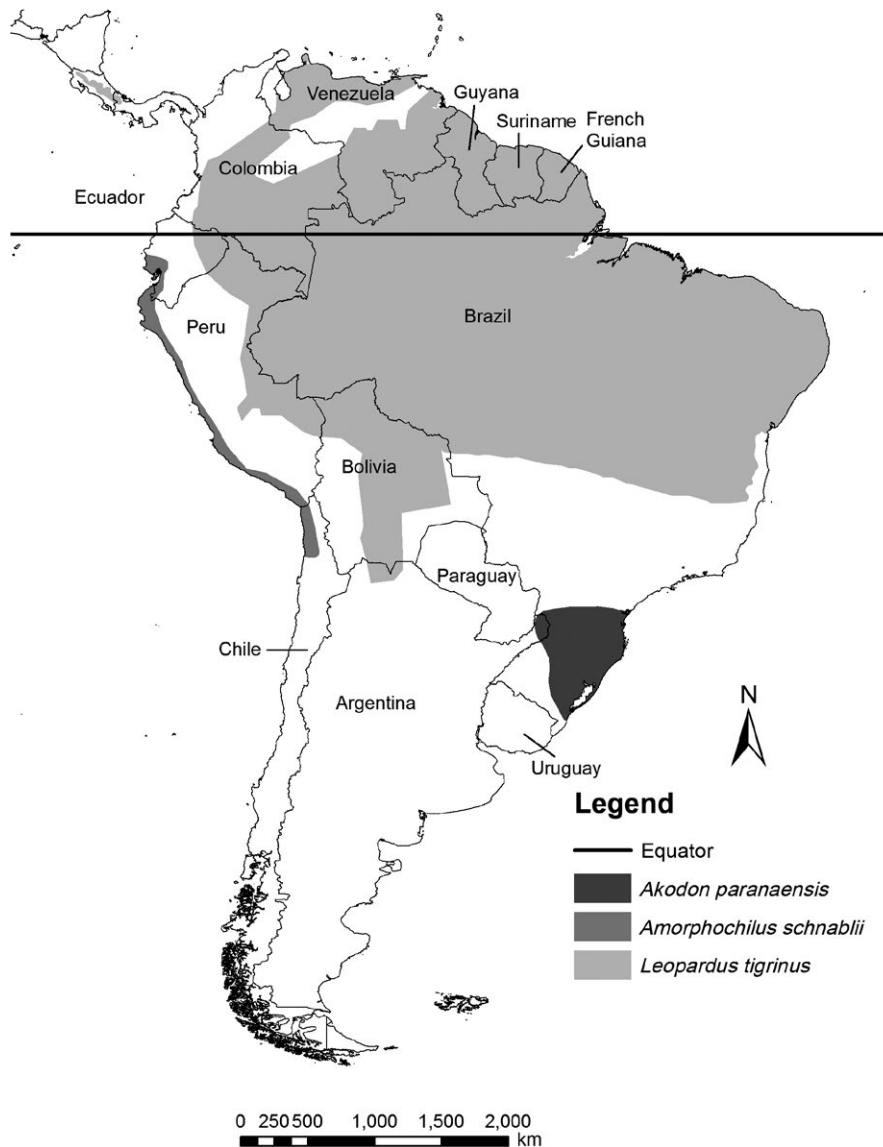 Venezuela
Guyana
Suriname
French
Guiana
Colombia
Ecuador
Peru
Brazil
Bolivia
Paraguay
Chile
Argentina
Uruguay
N
Legend
Equator
Akodon paranaensis
Amorphochilus schnablii
Leopardus tigrinus
0 250 500 1,000 1,500 2,000
km